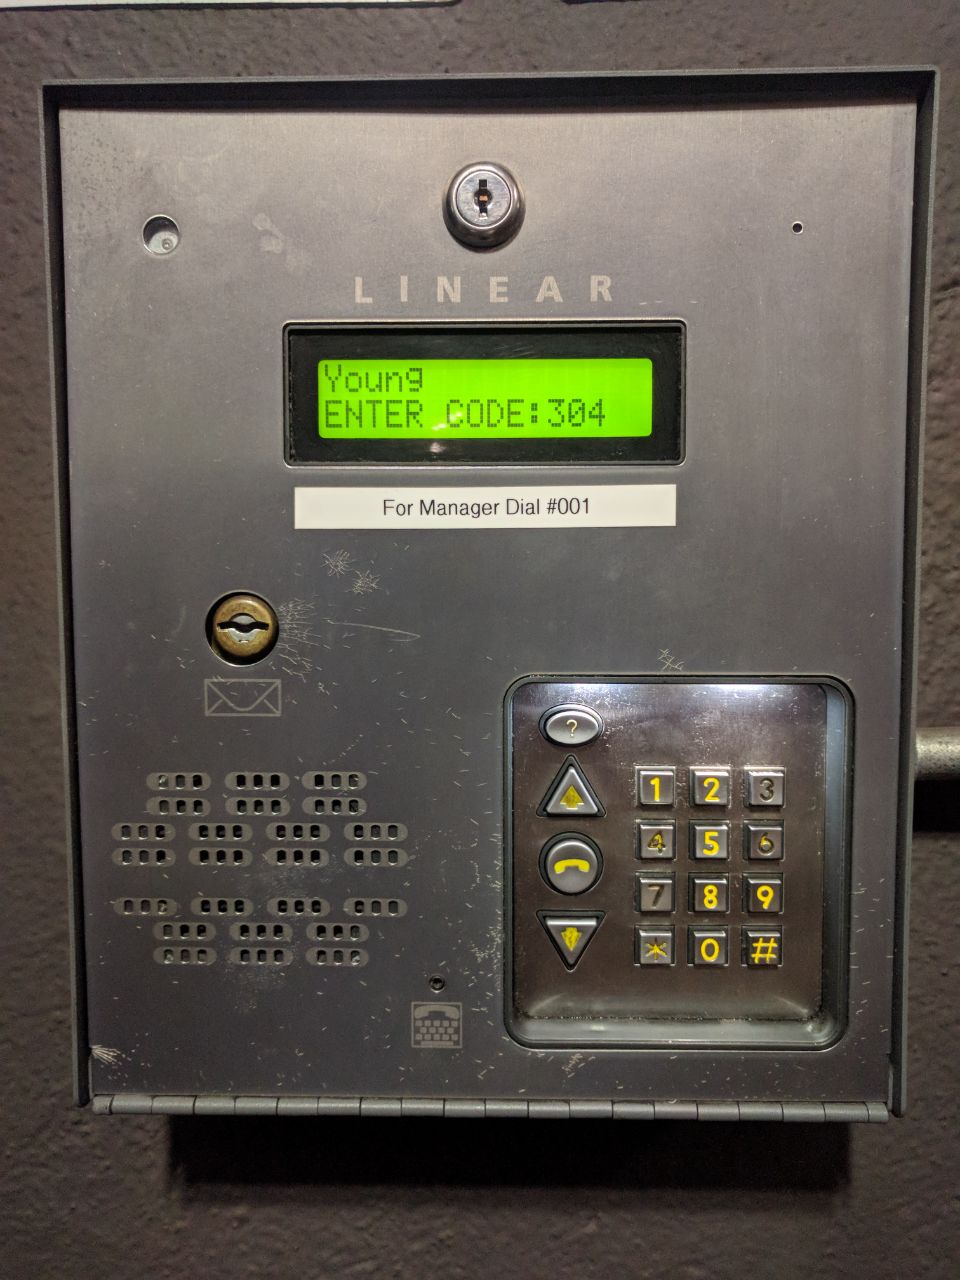 LINEAR
Young
ENTER CODE:304
For Manager Dial #001
?
1 2 3
4 5 6
7 8 9
* 0 #